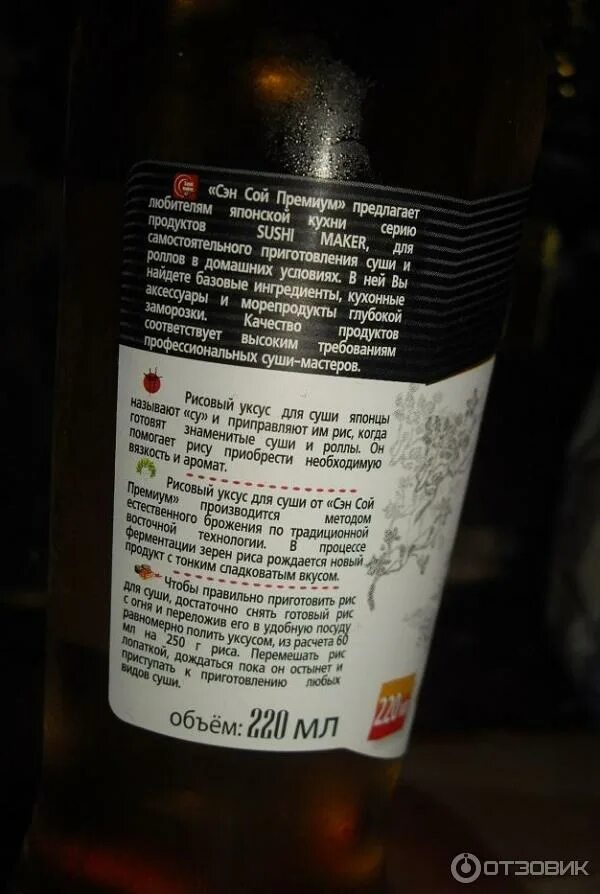 «Сэн Сой Премиум» предлагает
любителям японской кухни серию
продуктов SUSHI MAKER, для
самостоятельного приготовления суши и
роллов в домашних условиях. В ней Вы
найдете базовые ингредиенты, кухонные
аксессуары и морепродукты глубокой
заморозки. Качество продуктов
соответствует высоким требованиям
профессиональных суши-мастеров.
Рисовый уксус для суши японцы
называют «су» и приправляют им рис, когда
готовят знаменитые суши и роллы. Он
помогает рису приобрести необходимую
вязкость и аромат.
Рисовый уксус для суши от «Сэн Сой
Премиум» производится методом
естественного брожения по традиционной
восточной технологии. В процессе
ферментации зерен риса рождается новый
продукт с тонким сладковатым вкусом.
Чтобы правильно приготовить рис
для суши, достаточно снять готовый рис
с огня и переложив его в удобную посуду
равномерно полить уксусом, из расчета 60
мл на 250 г риса. Перемешать рис
лопаткой, дождаться пока он остынет и
приступать к приготовлению любых
видов суши.
объём: 220 мл
220
ОТЗОВИК